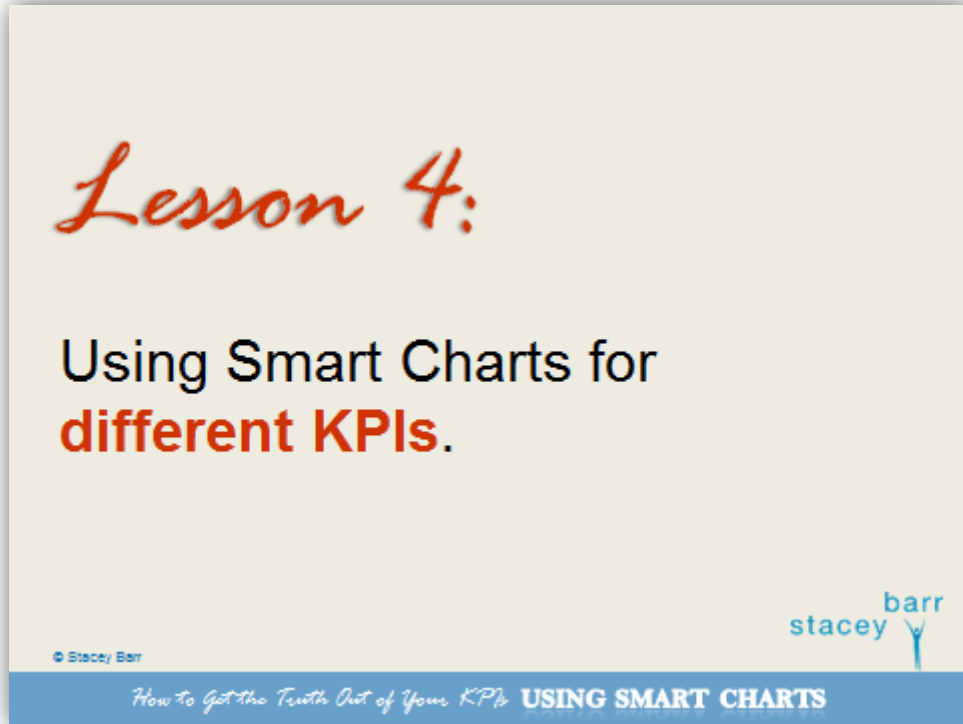 Lesson 4:
Using Smart Charts for
different KPIs.
barr
stacey
© Stacey Barr
How to Get the Truth Out of Your KPIs USING SMART CHARTS